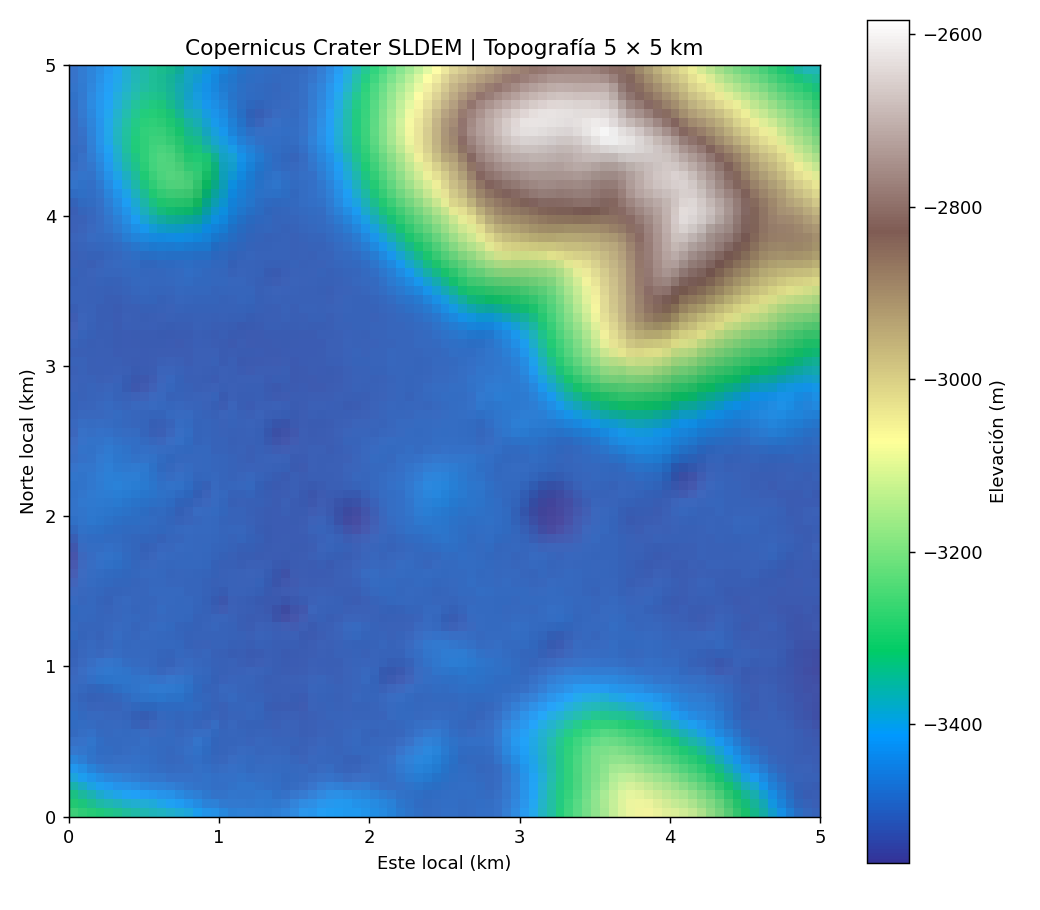 Copernicus Crater SLDEM | Topografía 5 × 5 km
5
4
3
2
1
0
Norte local (km)
0 1 2 3 4 5
Este local (km)
−2600
−2800
−3000
−3200
−3400
Elevación (m)